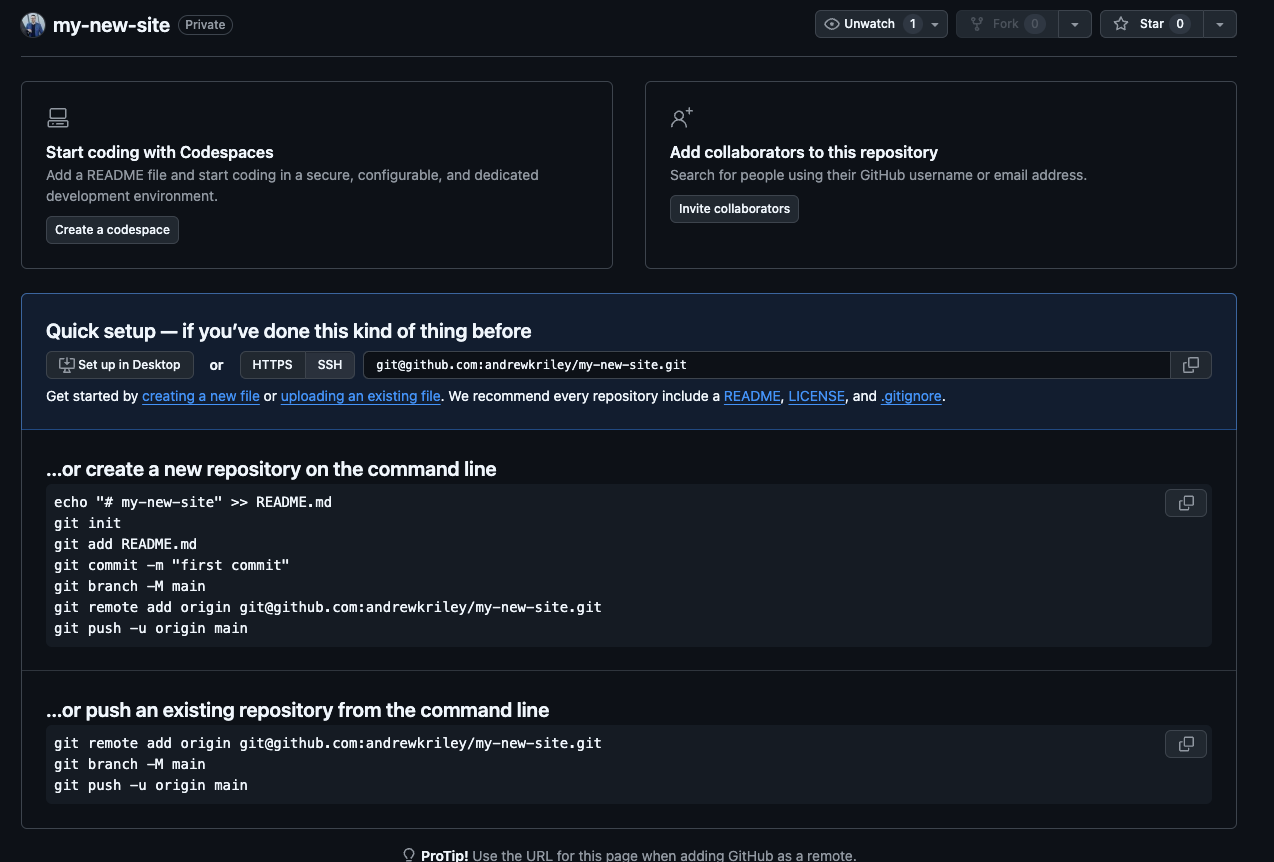 my-new-site Private
Unwatch 1 Fork 0 Star 0
Start coding with Codespaces
Add a README file and start coding in a secure, configurable, and dedicated
development environment.
Create a codespace
Add collaborators to this repository
Search for people using their GitHub username or email address.
Invite collaborators
Quick setup — if you’ve done this kind of thing before
Set up in Desktop or HTTPS SSH git@github.com:andrewkriley/my-new-site.git
Get started by creating a new file or uploading an existing file. We recommend every repository include a README, LICENSE, and .gitignore.
…or create a new repository on the command line
echo "# my-new-site" >> README.md
git init
git add README.md
git commit -m "first commit"
git branch -M main
git remote add origin git@github.com:andrewkriley/my-new-site.git
git push -u origin main
…or push an existing repository from the command line
git remote add origin git@github.com:andrewkriley/my-new-site.git
git branch -M main
git push -u origin main
ProTip! Use the URL for this page when adding GitHub as a remote.